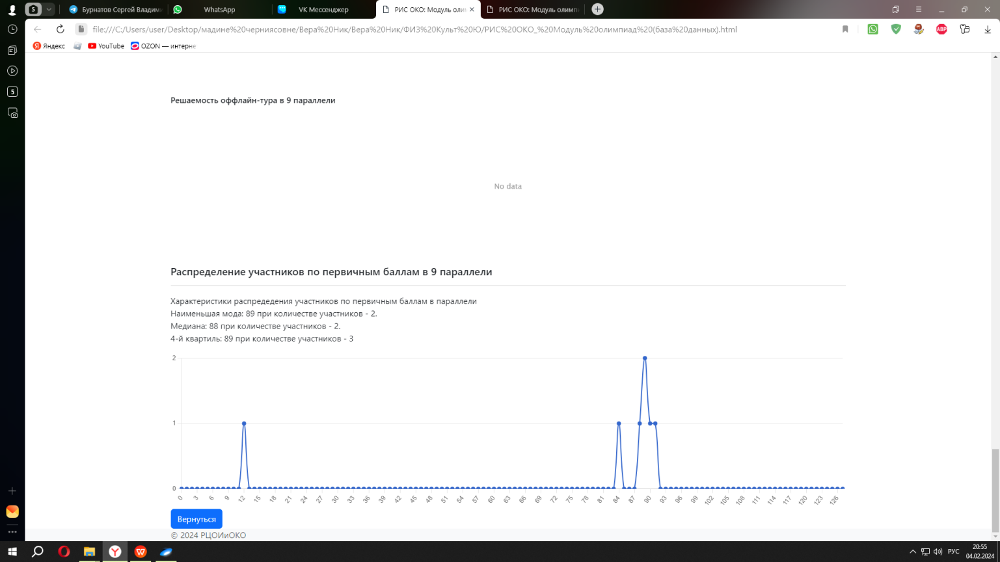 5
Бурнатов Сергей Владими
WhatsApp
VK Мессенджер
РИС ОКО: Модуль оли
РИС ОКО: Модуль олимп
file:///C:/Users/user/Desktop/мадине%20черниясовне/Вера%20Ник/Вера%20Ник/ФИЗ%20Культ%20Ю/РИС%20ОКО_%20Модуль%20олимпиад%20(база%20данных).html
ABP
Яндекс
YouTube
OZON — интерне
5
Решаемость оффлайн-тура в 9 параллели
No data
Распределение участников по первичным баллам в 9 параллели
Характеристики распредедения участников по первичным баллам в параллели
Наименьшая мода: 89 при количестве участников - 2.
Медиана: 88 при количестве участников - 2.
4-й квартиль: 89 при количестве участников - 3
2
1
0
0 3 6 9 12 15 18 21 24 27 30 33 36 39 42 45 48 51 54 57 60 63 66 69 72 75 78 81 84 87 90 93 96 99 102 105 108 111 114 117 120 123 126
Вернуться
© 2024 РЦОИиОКО
РУС
20:55
04.02.2024